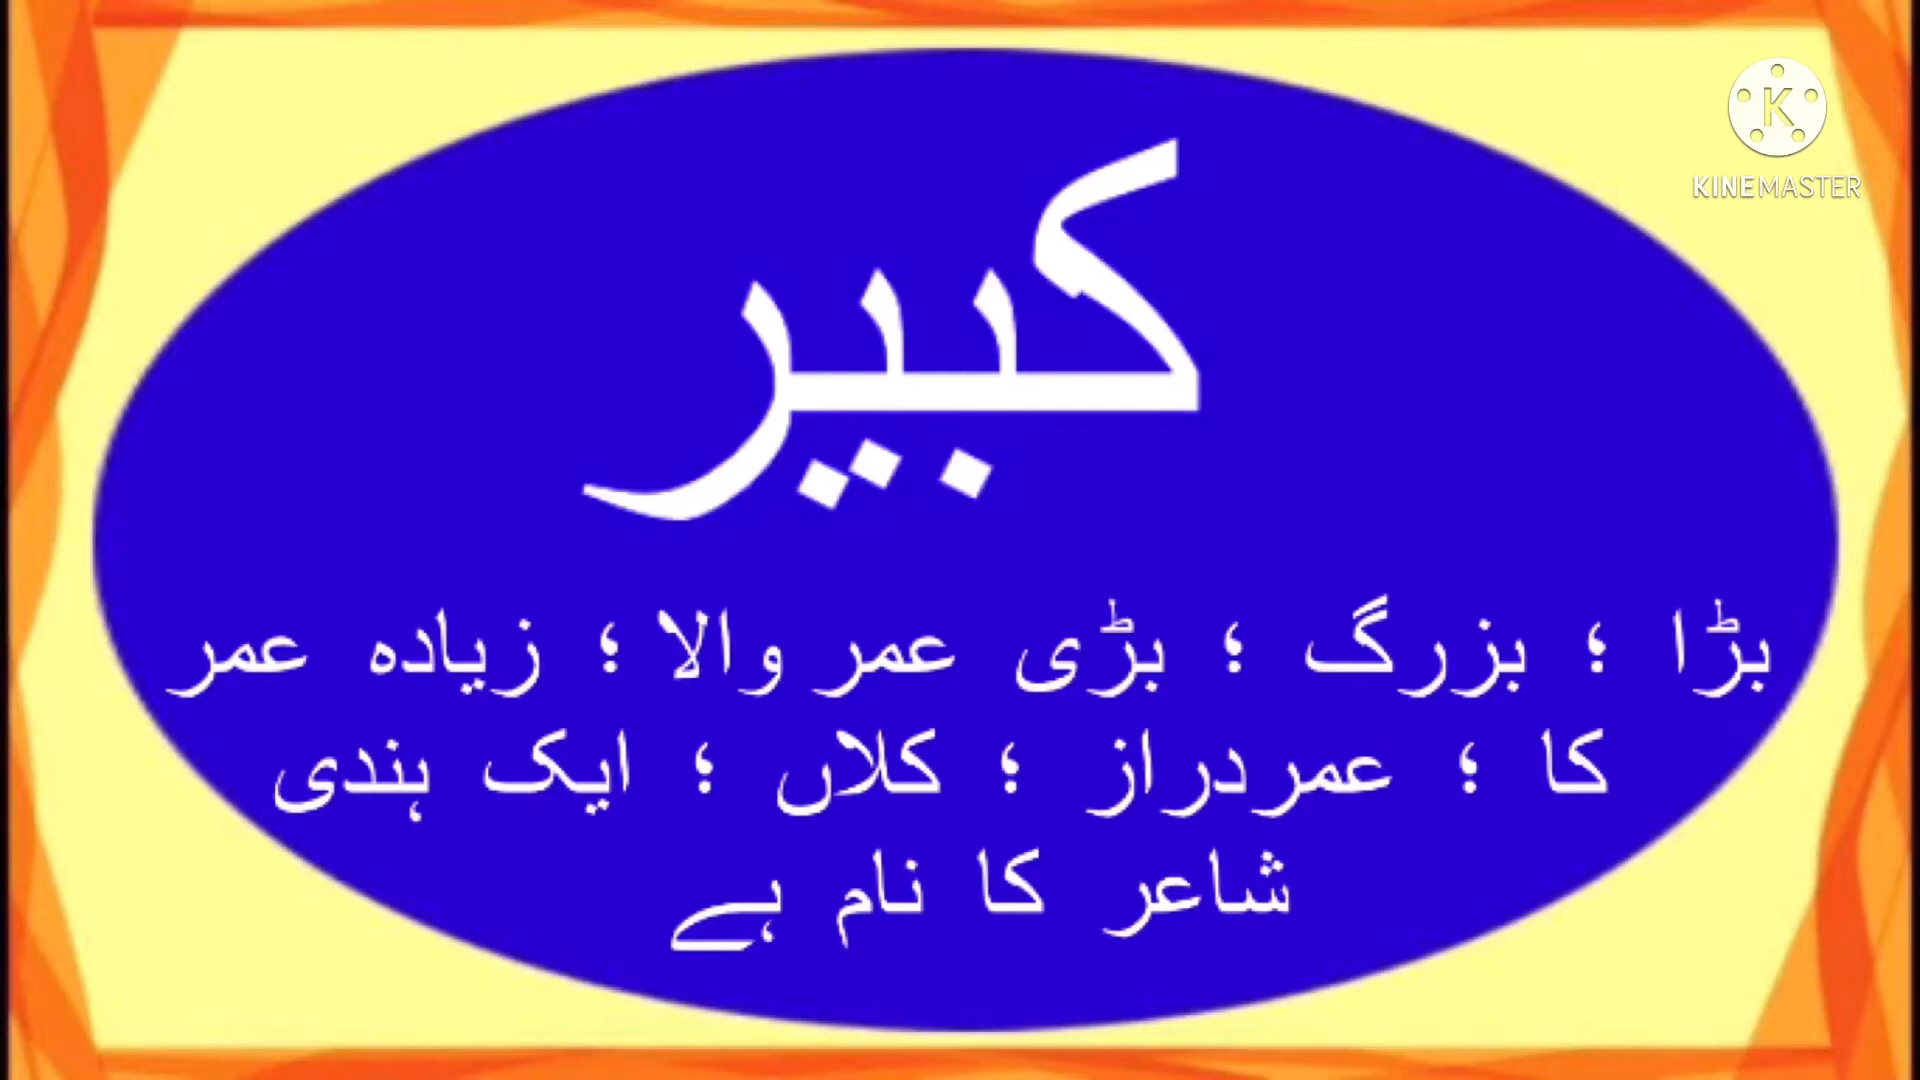 KINEMASTER
کبیر
بڑا ؛ بزرگ ؛ بڑی عمر والا ؛ زیادہ عمر
کا ؛ عمردراز ؛ کلاں ؛ ایک ہندی
شاعر کا نام ہے